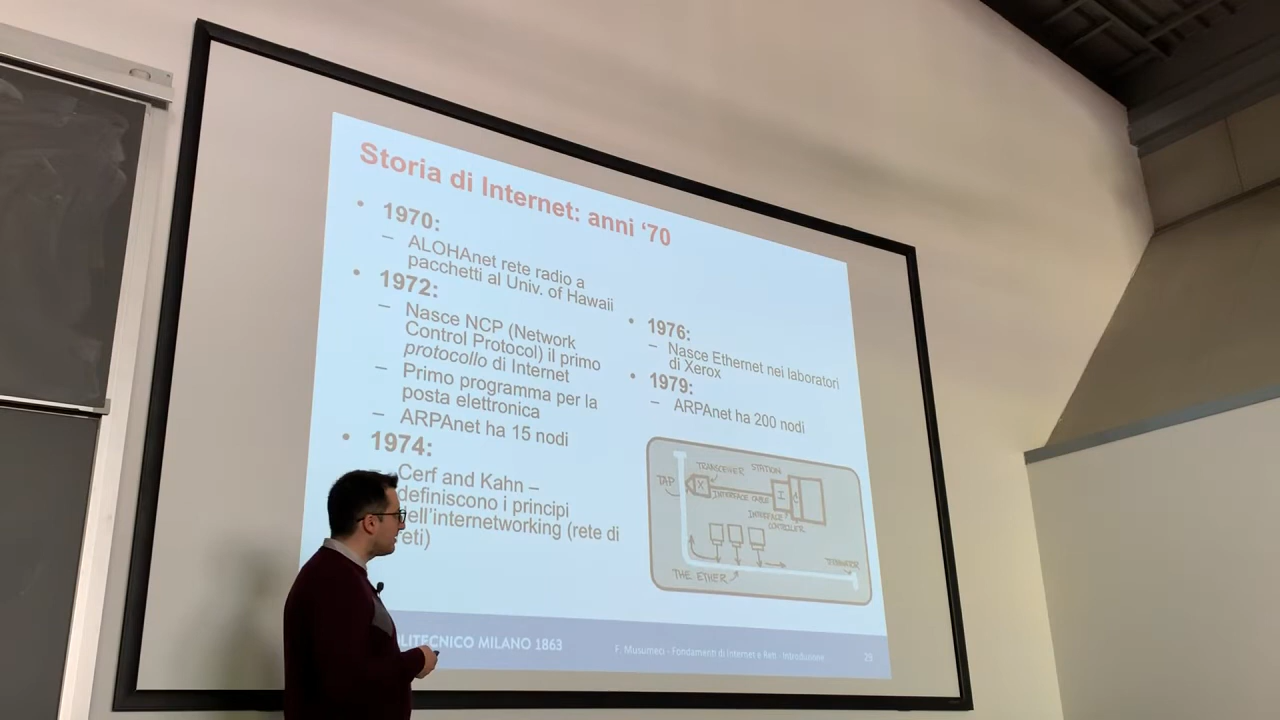 Storia di Internet: anni ‘70
• 1970:
– ALOHAnet rete radio a
pacchetti al Univ. of Hawaii
• 1972:
– Nasce NCP (Network
Control Protocol) il primo
protocollo di Internet
– Primo programma per la
posta elettronica
– ARPAnet ha 15 nodi
• 1974:
Cerf and Kahn –
definiscono i principi
dell'internetworking (rete di
reti)
• 1976:
– Nasce Ethernet nei laboratori
di Xerox
• 1979:
– ARPAnet ha 200 nodi
TRANSCEIVER STATION
TAP
X
INTERFACE CABLE
I
INTERFACE
CONTROLLER
THE ETHER
TERMINATOR
POLITECNICO MILANO 1863
F. Musumeci - Fondamenti di Internet e Reti - Introduzione
25